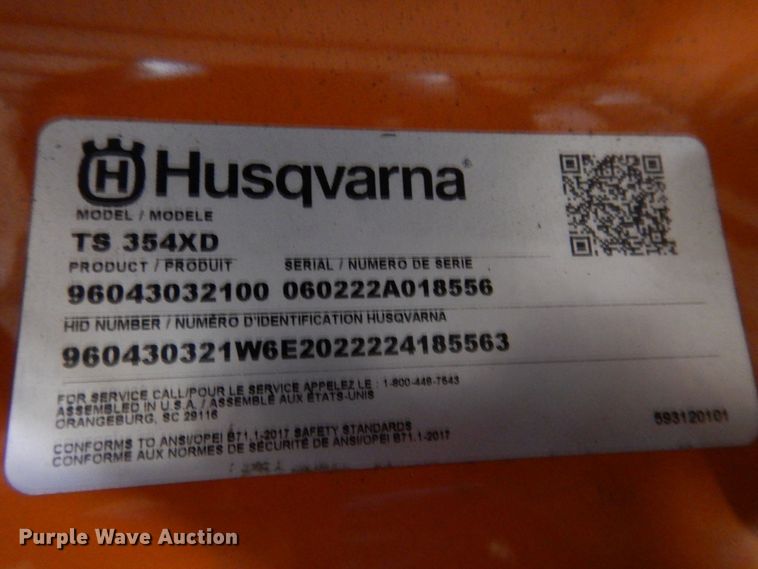 H Husqvarna®
MODEL / MODELE
TS 354XD
PRODUCT / PRODUIT SERIAL / NUMERO DE SERIE
96043032100 060222A018556
HID NUMBER / NUMÉRO D'IDENTIFICATION HUSQVARNA
960430321W6E2022224185563
FOR SERVICE CALL/POUR LE SERVICE APPELEZ LE : 1-800-448-7543
ASSEMBLED IN U.S.A. / ASSEMBLÉ AUX ÉTATS-UNIS
ORANGEBURG, SC 29116
593120101
CONFORMS TO ANSI/OPEI B71.1-2017 SAFETY STANDARDS
CONFORME AUX NORMES DE SÉCURITÉ DE ANSI/OPEI B71.1-2017
Purple Wave Auction